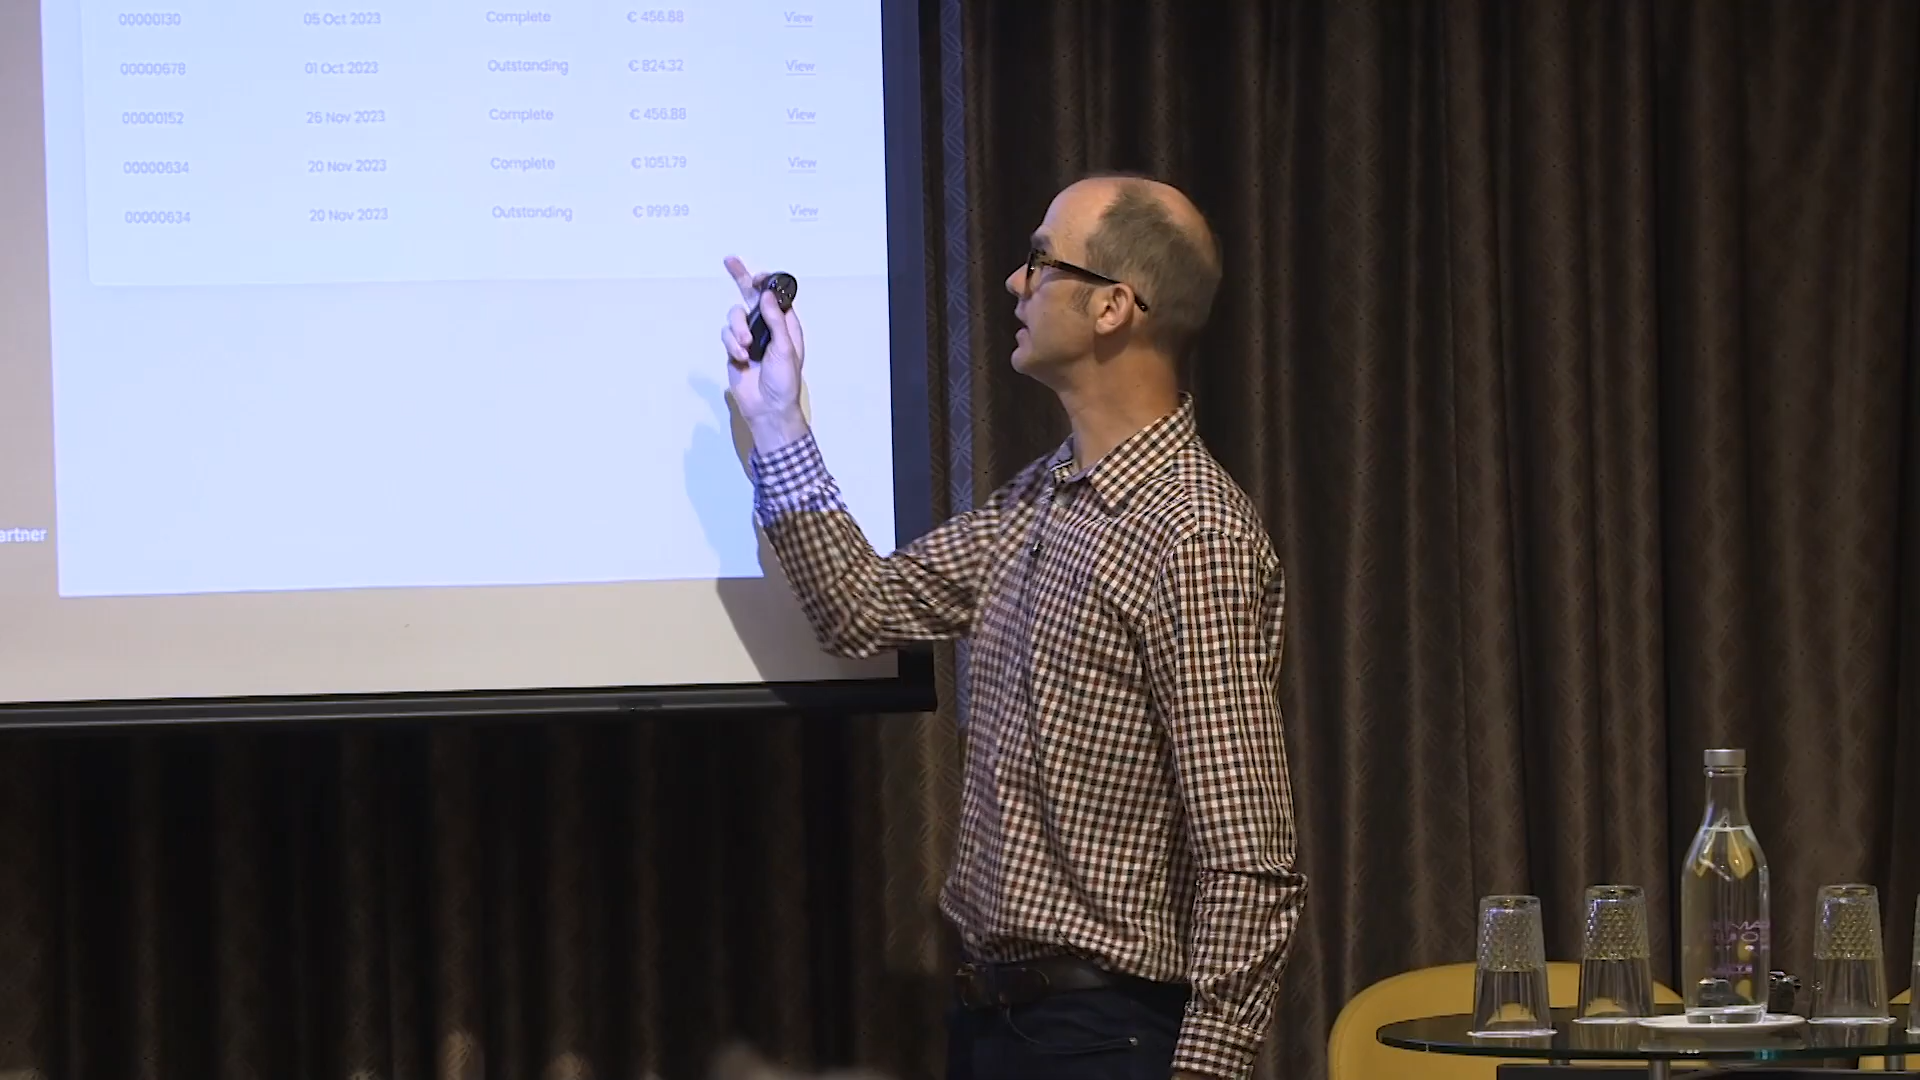 00000130 05 Oct 2023 Complete € 456.88 View
00000678 01 Oct 2023 Outstanding € 824.32 View
00000152 26 Nov 2023 Complete € 456.88 View
00000634 20 Nov 2023 Complete € 1051.79 View
00000634 20 Nov 2023 Outstanding € 999.99 View
artner